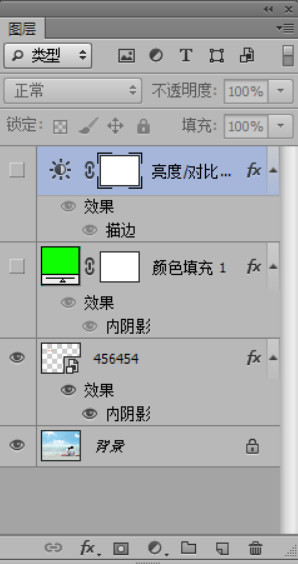 图层
类型 T
正常 不透明度: 100%
锁定: 填充: 100%
亮度/对比... fx
效果
描边
颜色填充 1 fx
效果
内阴影
456454 fx
效果
内阴影
背景
fx.